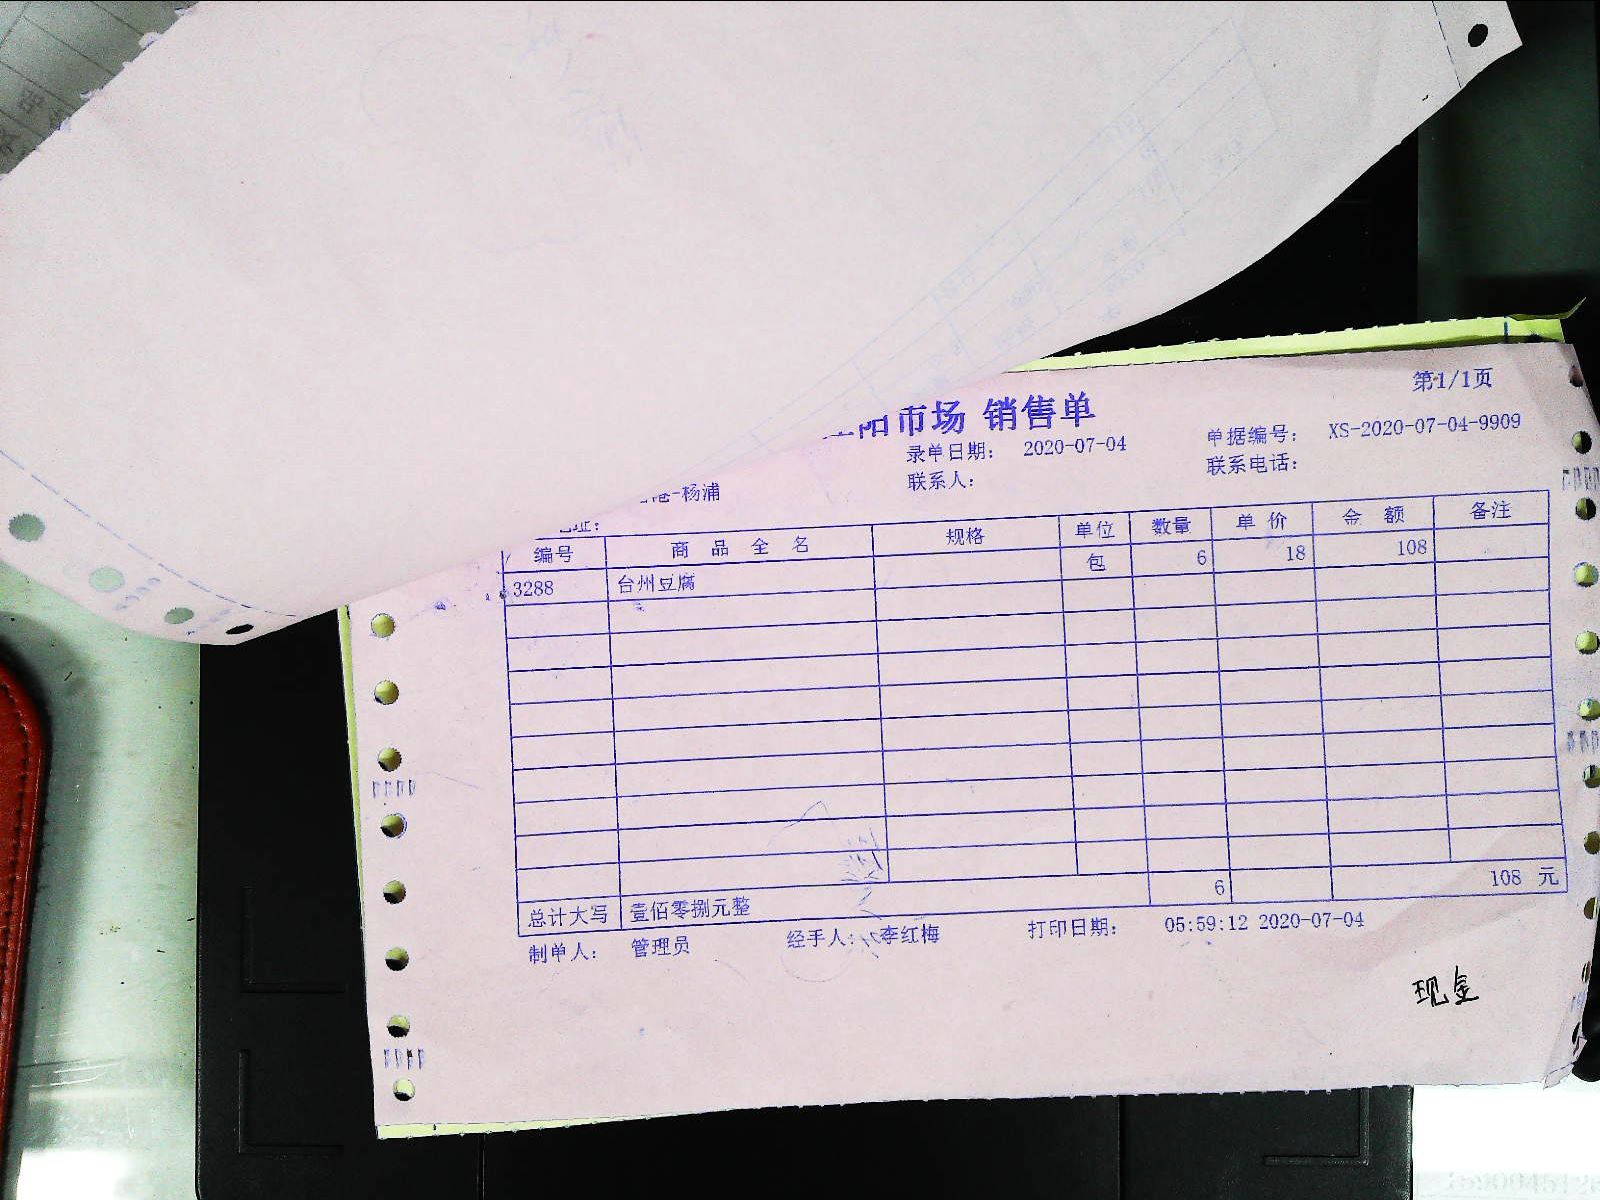 第1/1页
阳市场 销售单
录单日期: 2020-07-04
单据编号: XS-2020-07-04-9909
-杨浦
联系人:
联系电话:
址:
编号 商品全名 规格 单位 数量 单价 金额 备注
3288 台州豆腐 包 6 18 108
总计大写 壹佰零捌元整 6 108 元
制单人: 管理员 经手人: 李红梅 打印日期: 05:59:12 2020-07-04
现金